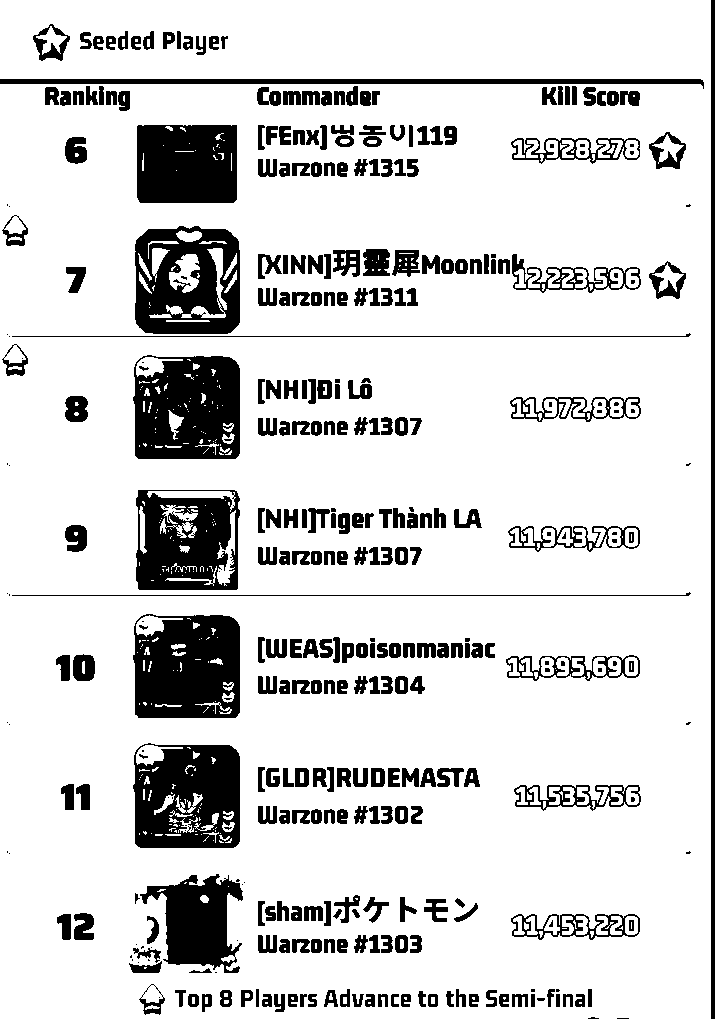 Seeded Player
Ranking Commander Kill Score
6 [FEnx]벙농이119 12,928,278
Warzone #1315
7 [XINN]玥靈犀Moonlink 12,223,596
Warzone #1311
8 [NHI]Đi Lô 11,972,886
Warzone #1307
9 [NHI]Tiger Thành LA 11,943,780
Warzone #1307
10 [WEAS]poisonmaniac 11,895,690
Warzone #1304
11 [GLDR]RUDEMASTA 11,535,756
Warzone #1302
12 [sham]ポケトモン 11,453,220
Warzone #1303
Top 8 Players Advance to the Semi-final